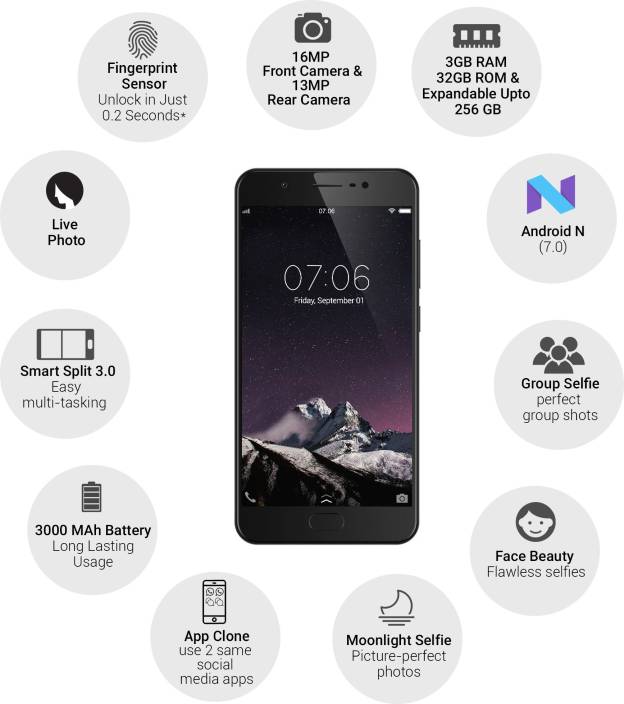 Fingerprint
Sensor
Unlock in Just
0.2 Seconds*
16MP
Front Camera &
13MP
Rear Camera
3GB RAM
32GB ROM &
Expandable Upto
256 GB
Live
Photo
07:06
07:06
Friday, September 01
Android N
(7.0)
Smart Split 3.0
Easy
multi-tasking
Group Selfie
perfect
group shots
3000 MAh Battery
Long Lasting
Usage
Face Beauty
Flawless selfies
App Clone
use 2 same
social
media apps
Moonlight Selfie
Picture-perfect
photos